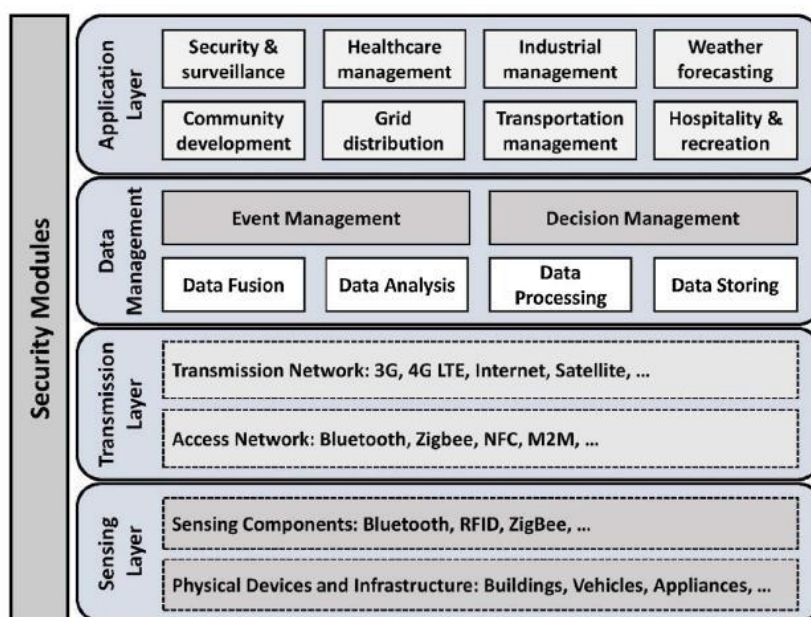 Security Modules
Application
Layer
Security &
surveillance
Healthcare
management
Industrial
management
Weather
forecasting
Community
development
Grid
distribution
Transportation
management
Hospitality &
recreation
Data
Management
Event Management
Decision Management
Data Fusion
Data Analysis
Data
Processing
Data Storing
Transmission
Layer
Transmission Network: 3G, 4G LTE, Internet, Satellite, ...
Access Network: Bluetooth, Zigbee, NFC, M2M, ...
Sensing
Layer
Sensing Components: Bluetooth, RFID, ZigBee, ...
Physical Devices and Infrastructure: Buildings, Vehicles, Appliances, ...